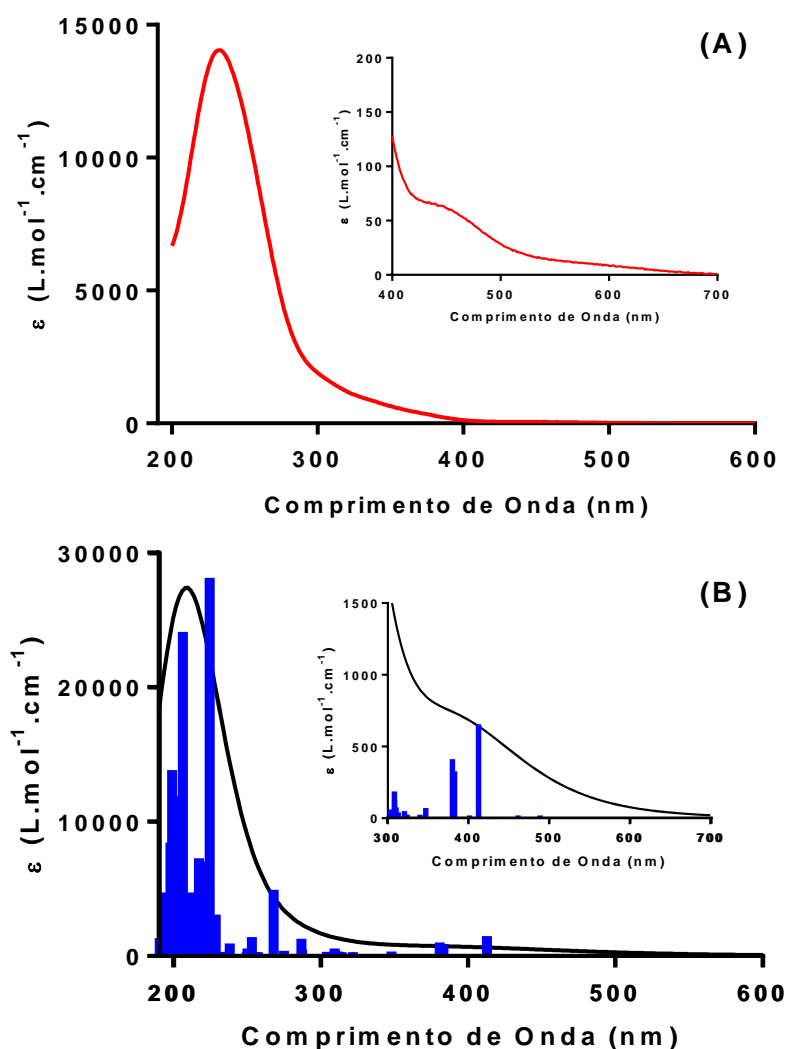 15000
(A)
10000
5000
0
ε (L.mol-1.cm-1)
200 300 400 500 600
Comprimento de Onda (nm)
200
150
100
50
0
ε (L.mol-1.cm-1)
400 500 600 700
Comprimento de Onda (nm)
30000
(B)
20000
10000
0
ε (L.mol-1.cm-1)
200 300 400 500 600
Comprimento de Onda (nm)
1500
1000
500
0
ε (L.mol-1.cm-1)
300 400 500 600 700
Comprimento de Onda (nm)